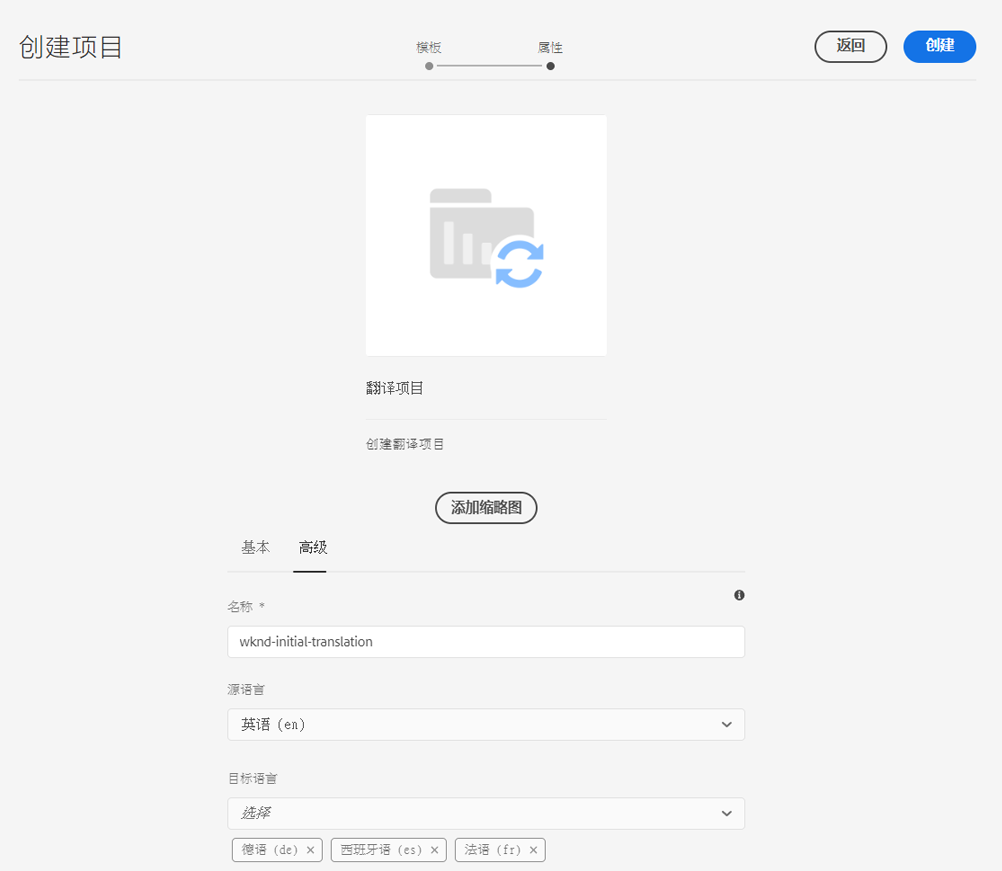 创建项目
模板
属性
返回
创建
翻译项目
创建翻译项目
添加缩略图
基本
高级
名称 *
wknd-initial-translation
源语言
英语 (en)
目标语言
选择
德语 (de) ×
西班牙语 (es) ×
法语 (fr) ×